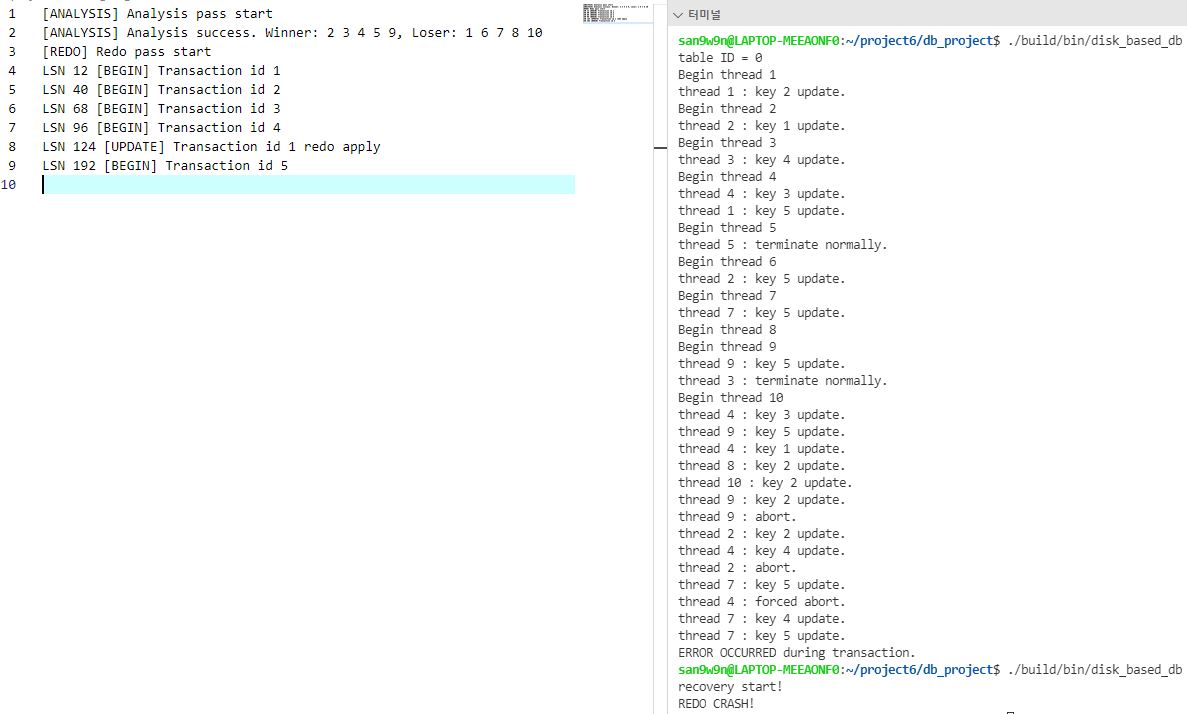 1 [ANALYSIS] Analysis pass start
2 [ANALYSIS] Analysis success. Winner: 2 3 4 5 9, Loser: 1 6 7 8 10
3 [REDO] Redo pass start
4 LSN 12 [BEGIN] Transaction id 1
5 LSN 40 [BEGIN] Transaction id 2
6 LSN 68 [BEGIN] Transaction id 3
7 LSN 96 [BEGIN] Transaction id 4
8 LSN 124 [UPDATE] Transaction id 1 redo apply
9 LSN 192 [BEGIN] Transaction id 5
10
터미널
san9w9n@LAPTOP-MEEAONF0:~/project6/db_project$ ./build/bin/disk_based_db
table ID = 0
Begin thread 1
thread 1 : key 2 update.
Begin thread 2
thread 2 : key 1 update.
Begin thread 3
thread 3 : key 4 update.
Begin thread 4
thread 4 : key 3 update.
thread 1 : key 5 update.
Begin thread 5
thread 5 : terminate normally.
Begin thread 6
thread 2 : key 5 update.
Begin thread 7
thread 7 : key 5 update.
Begin thread 8
Begin thread 9
thread 9 : key 5 update.
thread 3 : terminate normally.
Begin thread 10
thread 4 : key 3 update.
thread 9 : key 5 update.
thread 4 : key 1 update.
thread 8 : key 2 update.
thread 10 : key 2 update.
thread 9 : key 2 update.
thread 9 : abort.
thread 2 : key 2 update.
thread 4 : key 4 update.
thread 2 : abort.
thread 7 : key 5 update.
thread 4 : forced abort.
thread 7 : key 4 update.
thread 7 : key 5 update.
ERROR OCCURRED during transaction.
san9w9n@LAPTOP-MEEAONF0:~/project6/db_project$ ./build/bin/disk_based_db
recovery start!
REDO CRASH!